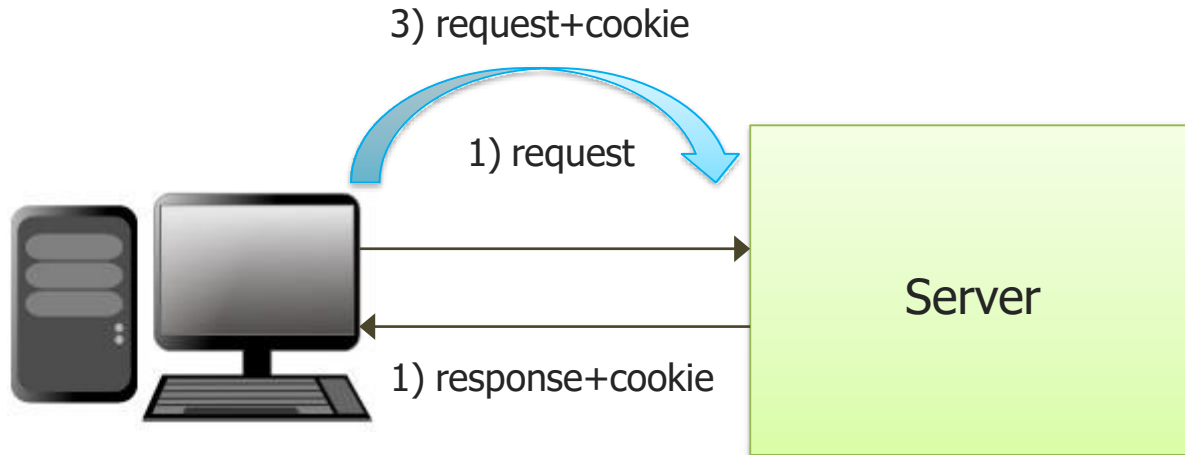 3) request+cookie
1) request
Server
1) response+cookie